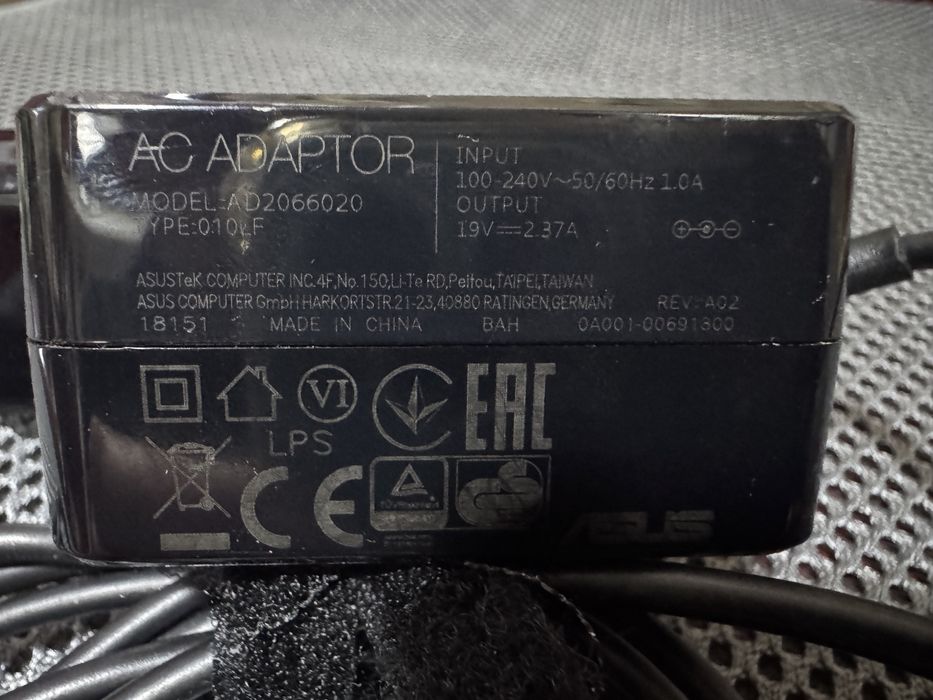 AC ADAPTOR
MODEL:AD2066020
TYPE:010LF
INPUT
100-240V~50/60Hz 1.0A
OUTPUT
19V⎓2.37A
ASUSTeK COMPUTER INC.4F,No.150,Li-Te RD,Peitou,TAIPEI,TAIWAN
ASUS COMPUTER GmbH HARKORTSTR.21-23,40880 RATINGEN,GERMANY
REV:A02
18151 MADE IN CHINA BAH 0A001-00691300
VI
LPS
EAC
CE
GS
ASUS